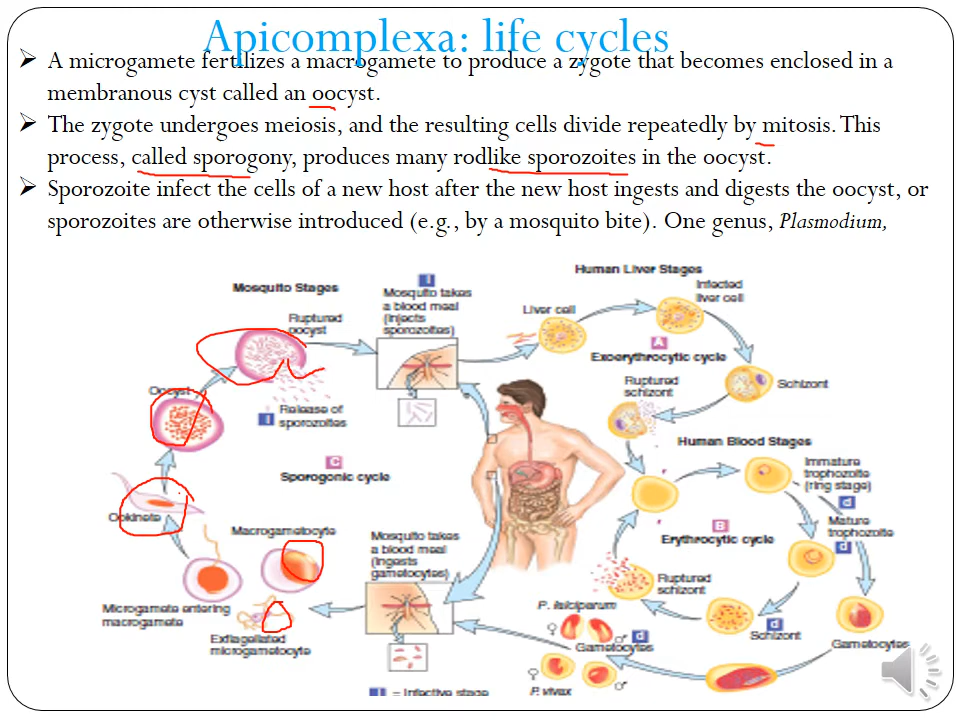 Apicomplexa: life cycles
➢ A microgamete fertilizes a macrogamete to produce a zygote that becomes enclosed in a
membranous cyst called an oocyst.
➢ The zygote undergoes meiosis, and the resulting cells divide repeatedly by mitosis. This
process, called sporogony, produces many rodlike sporozoites in the oocyst.
➢ Sporozoite infect the cells of a new host after the new host ingests and digests the oocyst, or
sporozoites are otherwise introduced (e.g., by a mosquito bite). One genus, Plasmodium,
Mosquito Stages
Ruptured
oocyst
Oocyst
i Release of
sporozoites
C
Sporogonic cycle
Ookinete
Macrogametocyte
Microgamete entering
macrogamete
Exflagellated
microgametocyte
i
Mosquito takes
a blood meal
(injects
sporozoites)
Mosquito takes
a blood meal
(ingests
gametocytes)
i = Infective stage
Human Liver Stages
Liver cell
Infected
liver cell
A
Exoerythrocytic cycle
Ruptured
schizont
Schizont
Human Blood Stages
Immature
trophozoite
(ring stage)
d
Mature
trophozoite
d
B
Erythrocytic cycle
Ruptured
schizont
d
Schizont
Gametocytes
P. falciparum
♀
♂
d
Gametocytes
♀
P. vivax
♂